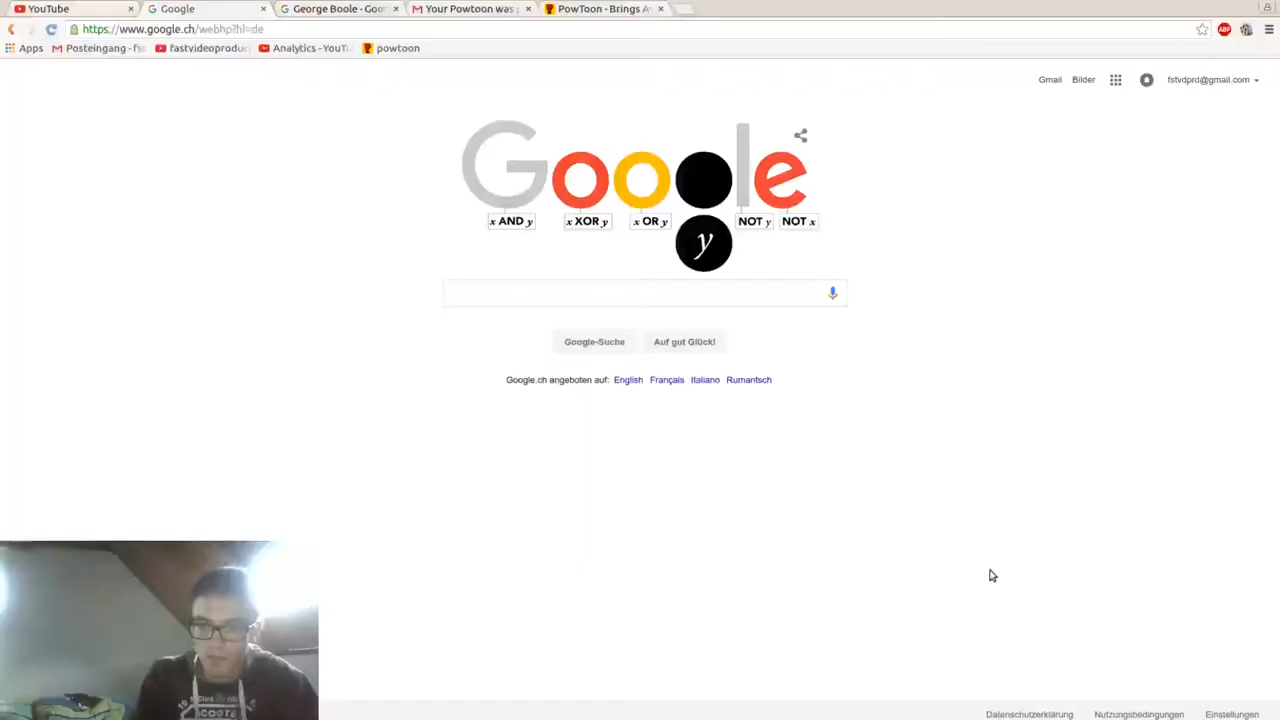 YouTube
Google
George Boole - Goo
Your Powtoon was p
PowToon - Brings A
https://www.google.ch/webhp?hl=de
ABP
Apps
Posteingang - fs
fastvideoproduc
Analytics - YouTu
powtoon
Gmail
Bilder
fstvdprd@gmail.com
Google
x AND y
x XOR y
x OR y
NOT y
NOT x
y
Google-Suche
Auf gut Glück!
Google.ch angeboten auf: English Français Italiano Rumantsch
Datenschutzerklärung
Nutzungsbedingungen
Einstellungen